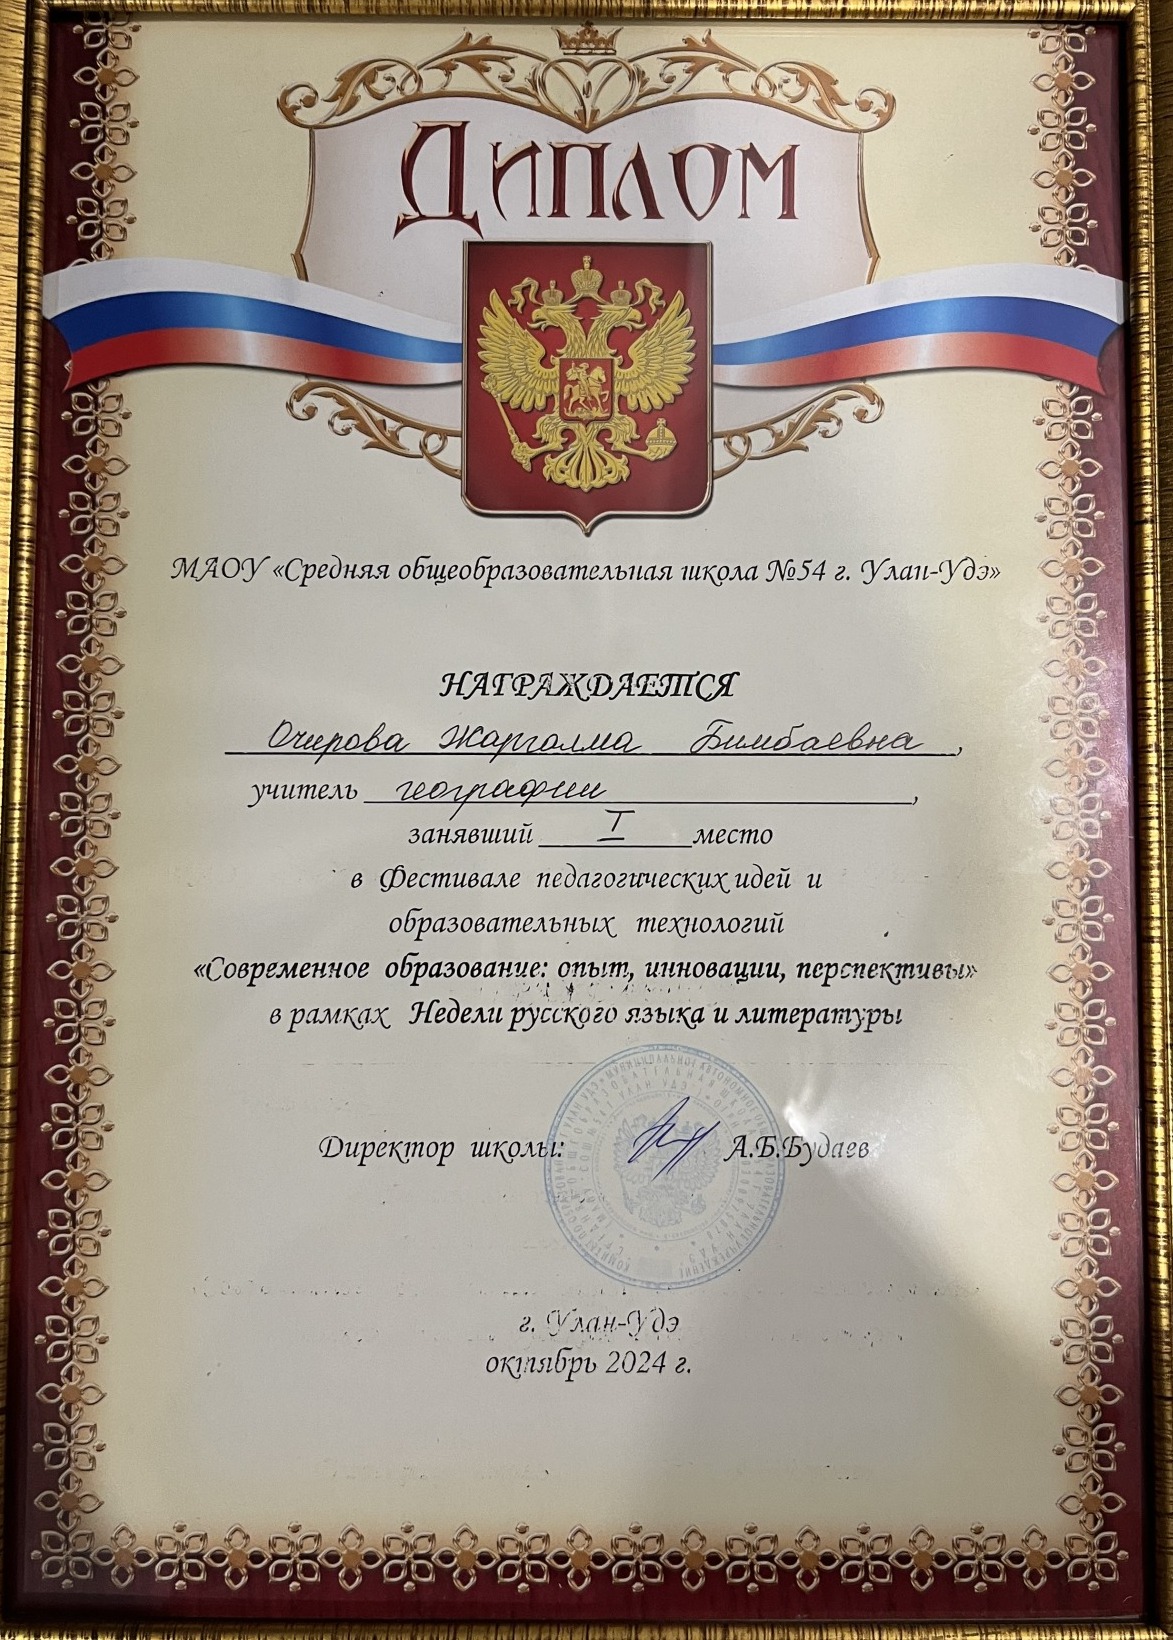 Диплом
МАОУ «Средняя общеобразовательная школа №54 г. Улан-Удэ»
НАГРАЖДАЕТСЯ
Очирова Жаргалма Бимбаевна,
учитель географии,
занявший I место
в Фестивале педагогических идей и
образовательных технологий
«Современное образование: опыт, инновации, перспективы»
в рамках Недели русского языка и литературы
Директор школы: А.Б.Будаев
г. Улан-Удэ
октябрь 2024 г.